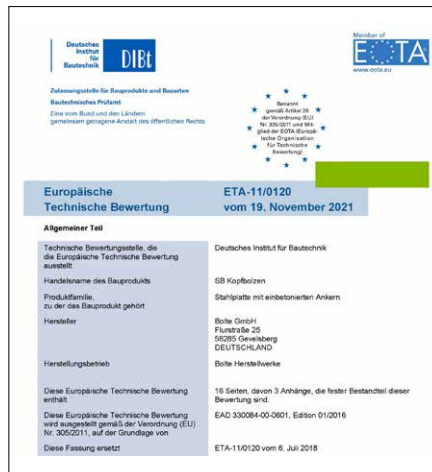 Deutsches
Institut
für
Bautechnik
DIBt
Member of
EOTA
www.eota.eu
Zulassungsstelle für Bauprodukte und Bauarten
Bautechnisches Prüfamt
Eine vom Bund und den Ländern
gemeinsam getragene Anstalt des öffentlichen Rechts
Benannt
gemäß Artikel 29
der Verordnung (EU)
Nr. 305/2011 und Mit-
glied der EOTA (Europä-
ische Organisation
für Technische
Bewertung)
Europäische
Technische Bewertung
ETA-11/0120
vom 19. November 2021
Allgemeiner Teil
Technische Bewertungsstelle, die
die Europäische Technische Bewertung
ausstellt
Deutsches Institut für Bautechnik
Handelsname des Bauprodukts
SB Kopfbolzen
Produktfamilie,
zu der das Bauprodukt gehört
Stahlplatte mit einbetonierten Ankern
Hersteller
Bolte GmbH
Flurstraße 25
58285 Gevelsberg
DEUTSCHLAND
Herstellungsbetrieb
Bolte Herstellwerke
Diese Europäische Technische Bewertung
enthält
16 Seiten, davon 3 Anhänge, die fester Bestandteil dieser
Bewertung sind.
Diese Europäische Technische Bewertung
wird ausgestellt gemäß der Verordnung (EU)
Nr. 305/2011, auf der Grundlage von
EAD 330084-00-0601, Edition 01/2016
Diese Fassung ersetzt
ETA-11/0120 vom 6. Juli 2018